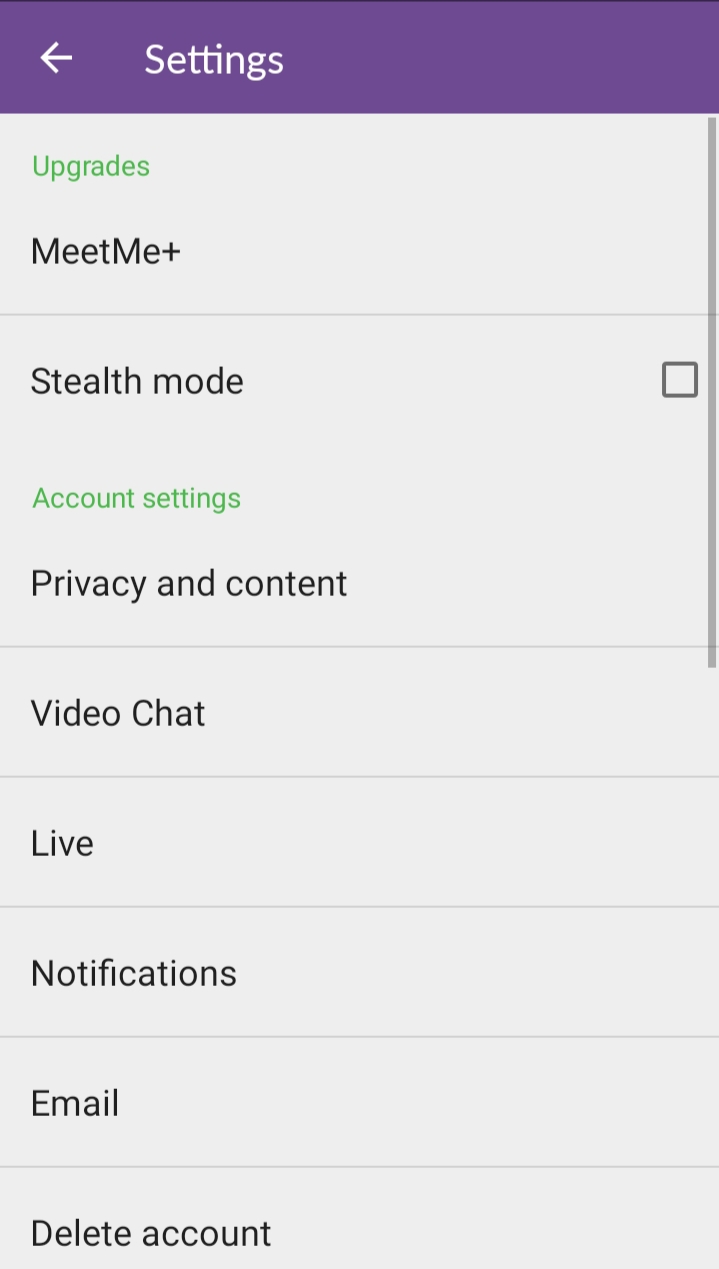 Settings
Upgrades
MeetMe+
Stealth mode
Account settings
Privacy and content
Video Chat
Live
Notifications
Email
Delete account